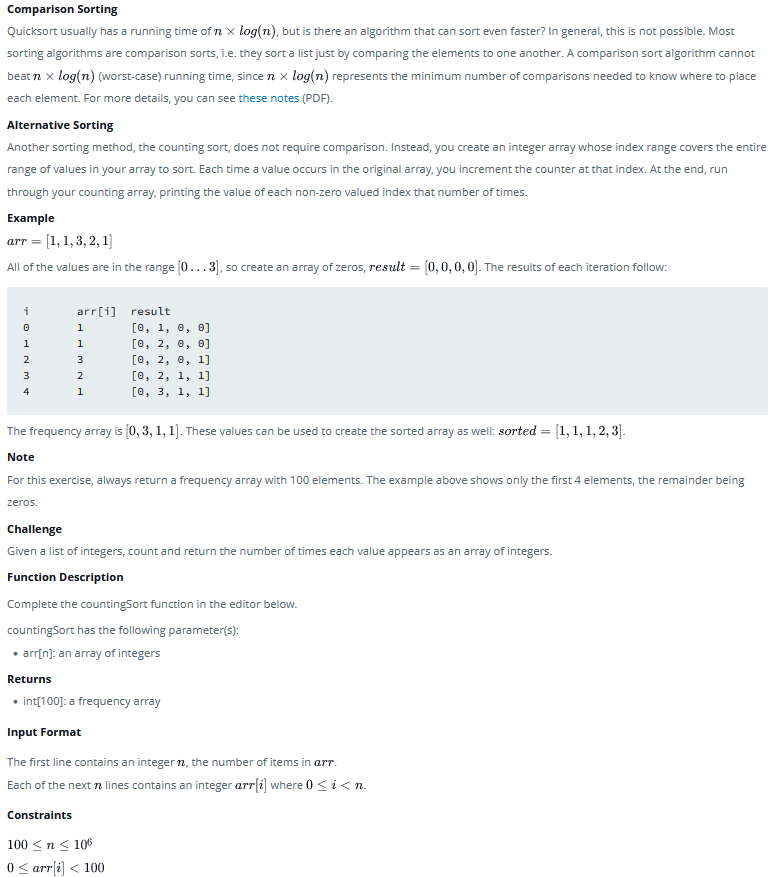 Comparison Sorting
Quicksort usually has a running time of n × log(n), but is there an algorithm that can sort even faster? In general, this is not possible. Most
sorting algorithms are comparison sorts, i.e. they sort a list just by comparing the elements to one another. A comparison sort algorithm cannot
beat n × log(n) (worst-case) running time, since n × log(n) represents the minimum number of comparisons needed to know where to place
each element. For more details, you can see these notes (PDF).
Alternative Sorting
Another sorting method, the counting sort, does not require comparison. Instead, you create an integer array whose index range covers the entire
range of values in your array to sort. Each time a value occurs in the original array, you increment the counter at that index. At the end, run
through your counting array, printing the value of each non-zero valued index that number of times.
Example
arr = [1, 1, 3, 2, 1]
All of the values are in the range [0 . . . 3], so create an array of zeros, result = [0, 0, 0, 0]. The results of each iteration follow:
i arr[i] result
0 1 [0, 1, 0, 0]
1 1 [0, 2, 0, 0]
2 3 [0, 2, 0, 1]
3 2 [0, 2, 1, 1]
4 1 [0, 3, 1, 1]
The frequency array is [0, 3, 1, 1]. These values can be used to create the sorted array as well: sorted = [1, 1, 1, 2, 3].
Note
For this exercise, always return a frequency array with 100 elements. The example above shows only the first 4 elements, the remainder being
zeros.
Challenge
Given a list of integers, count and return the number of times each value appears as an array of integers.
Function Description
Complete the countingSort function in the editor below.
countingSort has the following parameter(s):
• arr[n]: an array of integers
Returns
• int[100]: a frequency array
Input Format
The first line contains an integer n, the number of items in arr.
Each of the next n lines contains an integer arr[i] where 0 ≤ i < n.
Constraints
100 ≤ n ≤ 10⁶
0 ≤ arr[i] < 100